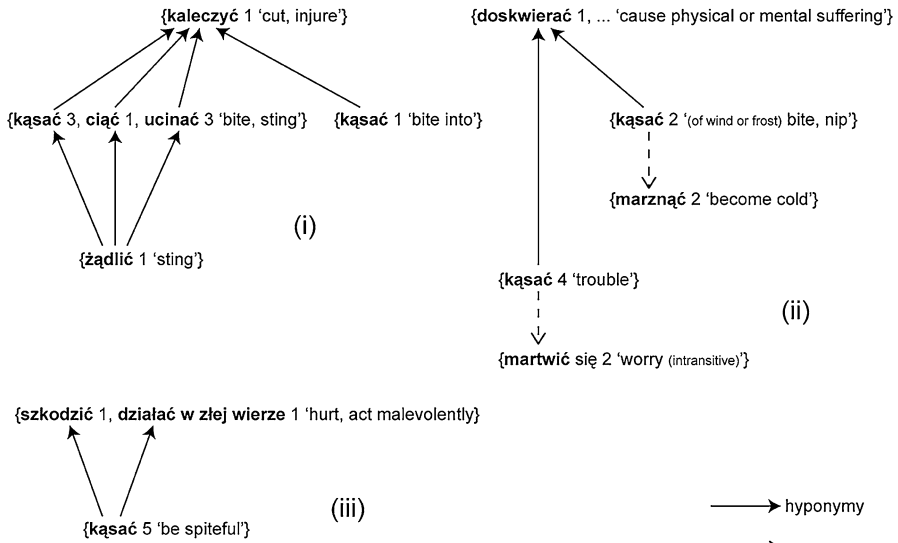 {kaleczyć 1 ‘cut, injure’}
{kąsać 3, ciąć 1, ucinać 3 ‘bite, sting’}
{kąsać 1 ‘bite into’}
(i)
{żądlić 1 ‘sting’}
{doskwierać 1, ... ‘cause physical or mental suffering’}
{kąsać 2 ‘(of wind or frost) bite, nip’}
{marznąć 2 ‘become cold’}
{kąsać 4 ‘trouble’}
(ii)
{martwić się 2 ‘worry (intransitive)’}
{szkodzić 1, działać w złej wierze 1 ‘hurt, act malevolently}
(iii)
{kąsać 5 ‘be spiteful’}
hyponymy